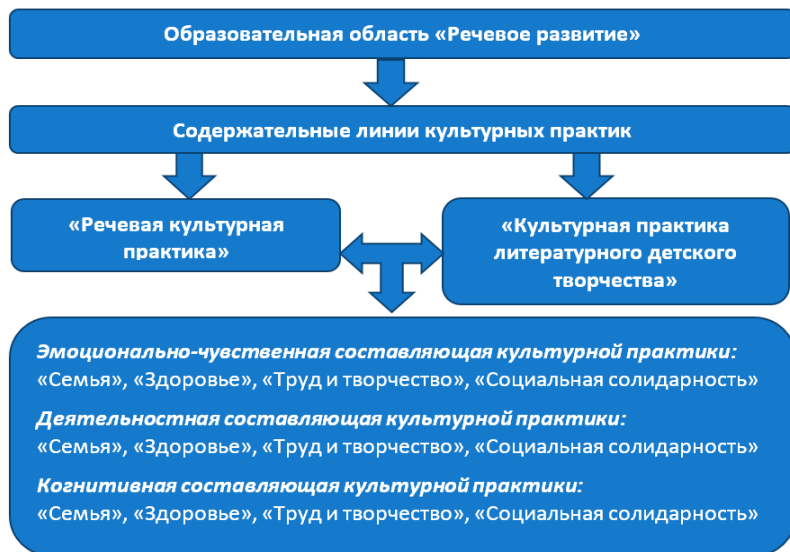 Образовательная область «Речевое развитие»
Содержательные линии культурных практик
«Речевая культурная
практика»
«Культурная практика
литературного детского
творчества»
Эмоционально-чувственная составляющая культурной практики:
«Семья», «Здоровье», «Труд и творчество», «Социальная солидарность»
Деятельностная составляющая культурной практики:
«Семья», «Здоровье», «Труд и творчество», «Социальная солидарность»
Когнитивная составляющая культурной практики:
«Семья», «Здоровье», «Труд и творчество», «Социальная солидарность»